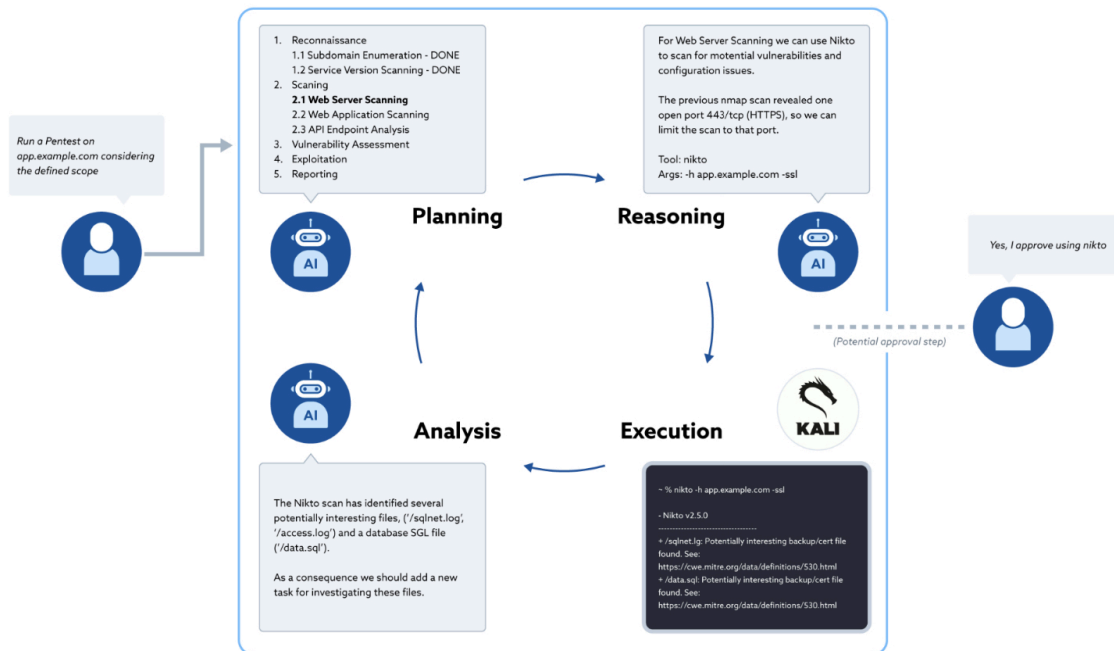 Run a Pentest on
app.example.com considering
the defined scope
1. Reconnaissance
1.1 Subdomain Enumeration - DONE
1.2 Service Version Scanning - DONE
2. Scaning
2.1 Web Server Scanning
2.2 Web Application Scanning
2.3 API Endpoint Analysis
3. Vulnerability Assessment
4. Exploitation
5. Reporting
AI
Planning
For Web Server Scanning we can use Nikto
to scan for motential vulnerabilities and
configuration issues.
The previous nmap scan revealed one
open port 443/tcp (HTTPS), so we can
limit the scan to that port.
Tool: nikto
Args: -h app.example.com -ssl
Reasoning
AI
Yes, I approve using nikto
(Potential approval step)
KALI
Execution
~ % nikto -h app.example.com -ssl
- Nikto v2.5.0
-----------------------------------
+ /sqlnet.lg: Potentially interesting backup/cert file
found. See:
https://cwe.mitre.org/data/definitions/530.html
+ /data.sql: Potentially interesting backup/cert file
found. See:
https://cwe.mitre.org/data/definitions/530.html
AI
Analysis
The Nikto scan has identified several
potentially interesting files, ('/sqlnet.log',
'/access.log') and a database SGL file
('/data.sql').
As a consequence we should add a new
task for investigating these files.